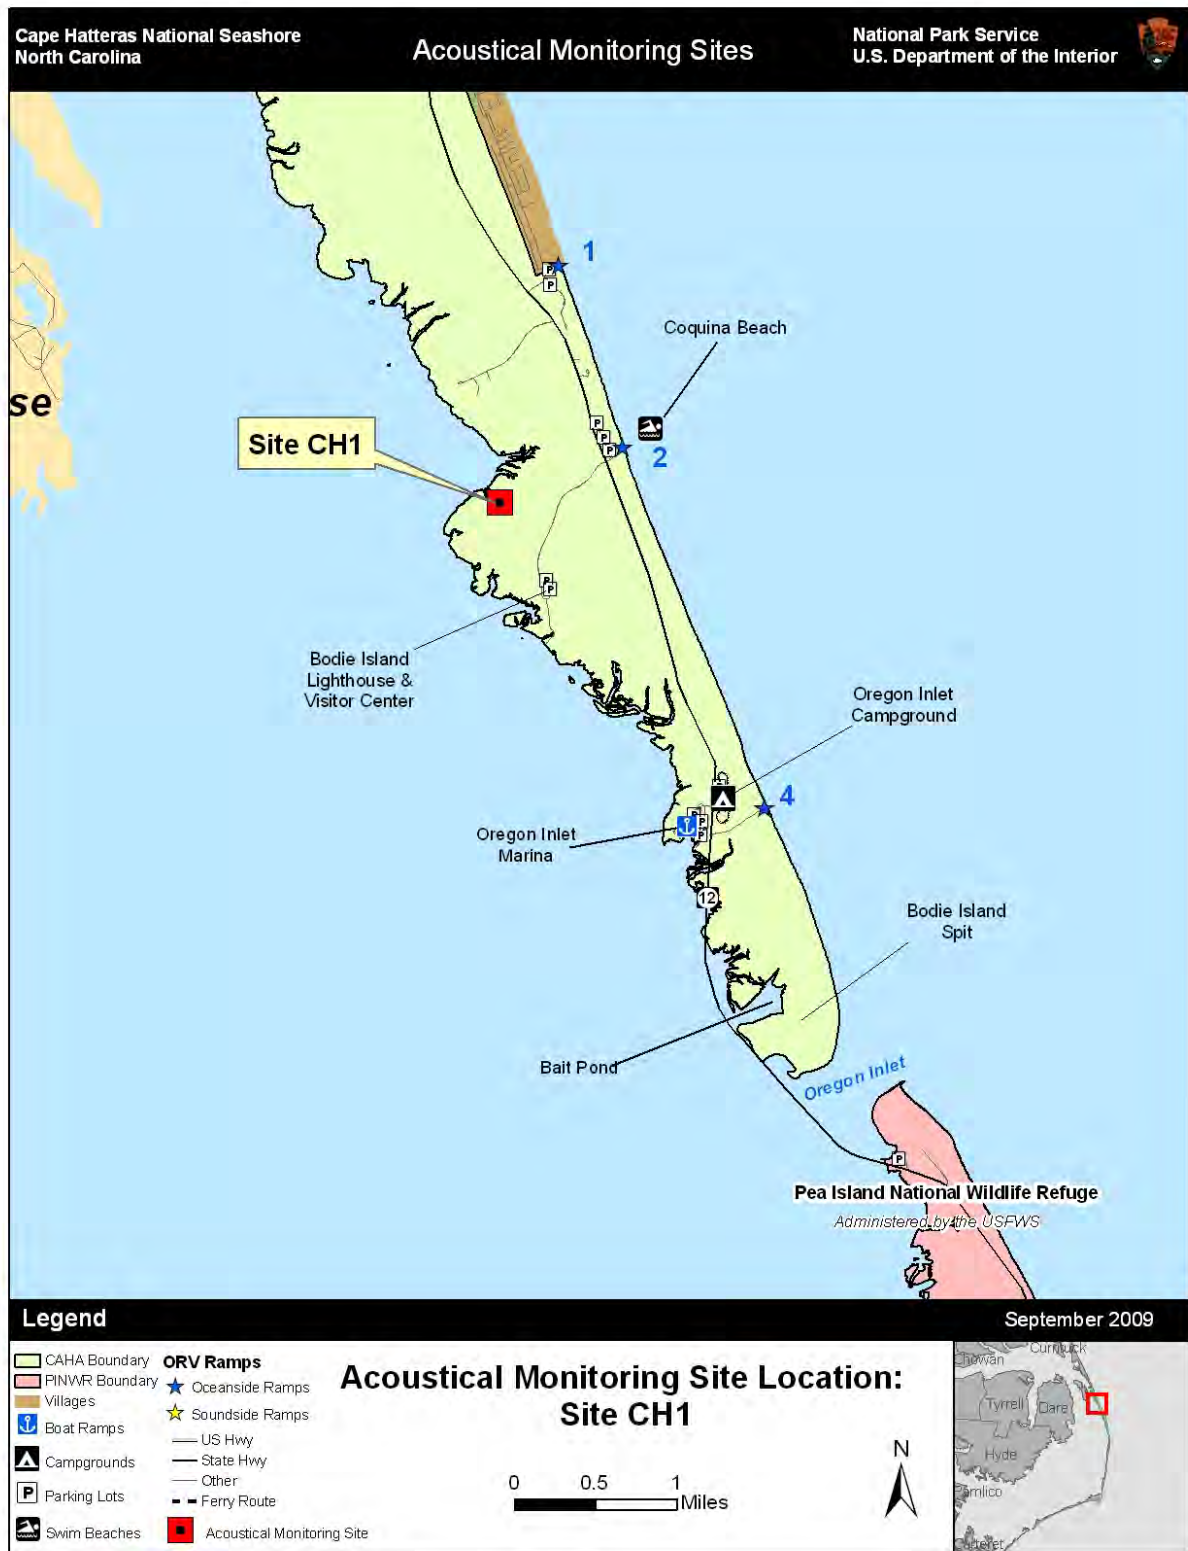 Cape Hatteras National Seashore
North Carolina
Acoustical Monitoring Sites
National Park Service
U.S. Department of the Interior
1
Coquina Beach
se
Site CH1
2
Bodie Island
Lighthouse &
Visitor Center
Oregon Inlet
Campground
4
Oregon Inlet
Marina
12
Bodie Island
Spit
Bait Pond
Oregon Inlet
Pea Island National Wildlife Refuge
Administered by the USFWS
Legend
September 2009
CAHA Boundary
PINWR Boundary
Villages
Boat Ramps
Campgrounds
P Parking Lots
Swim Beaches
ORV Ramps
Oceanside Ramps
Soundside Ramps
US Hwy
State Hwy
Other
Ferry Route
Acoustical Monitoring Site
Acoustical Monitoring Site Location:
Site CH1
0 0.5 1
Miles
N
Currituck
Chowan
Tyrrell
Dare
Hyde
Pamlico
Carteret